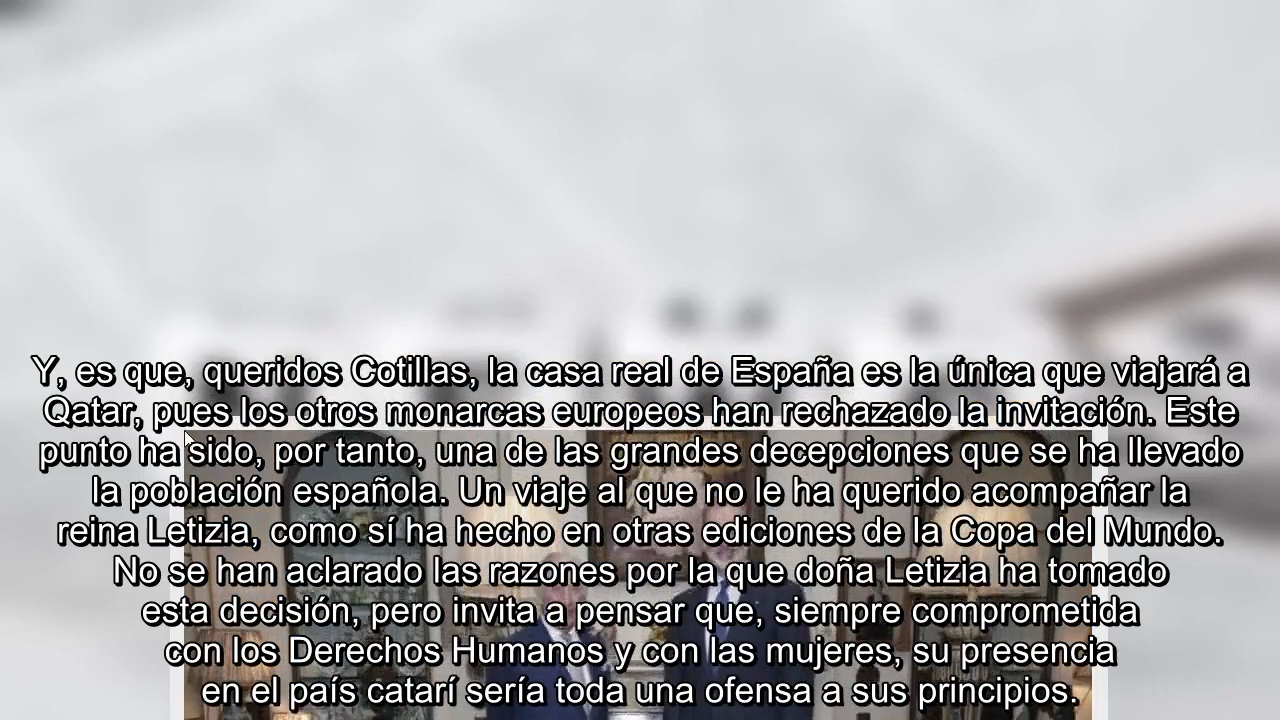 Y, es que, queridos Cotillas, la casa real de España es la única que viajará a
Qatar, pues los otros monarcas europeos han rechazado la invitación. Este
punto ha sido, por tanto, una de las grandes decepciones que se ha llevado
la población española. Un viaje al que no le ha querido acompañar la
reina Letizia, como sí ha hecho en otras ediciones de la Copa del Mundo.
No se han aclarado las razones por la que doña Letizia ha tomado
esta decisión, pero invita a pensar que, siempre comprometida
con los Derechos Humanos y con las mujeres, su presencia
en el país catarí sería toda una ofensa a sus principios.